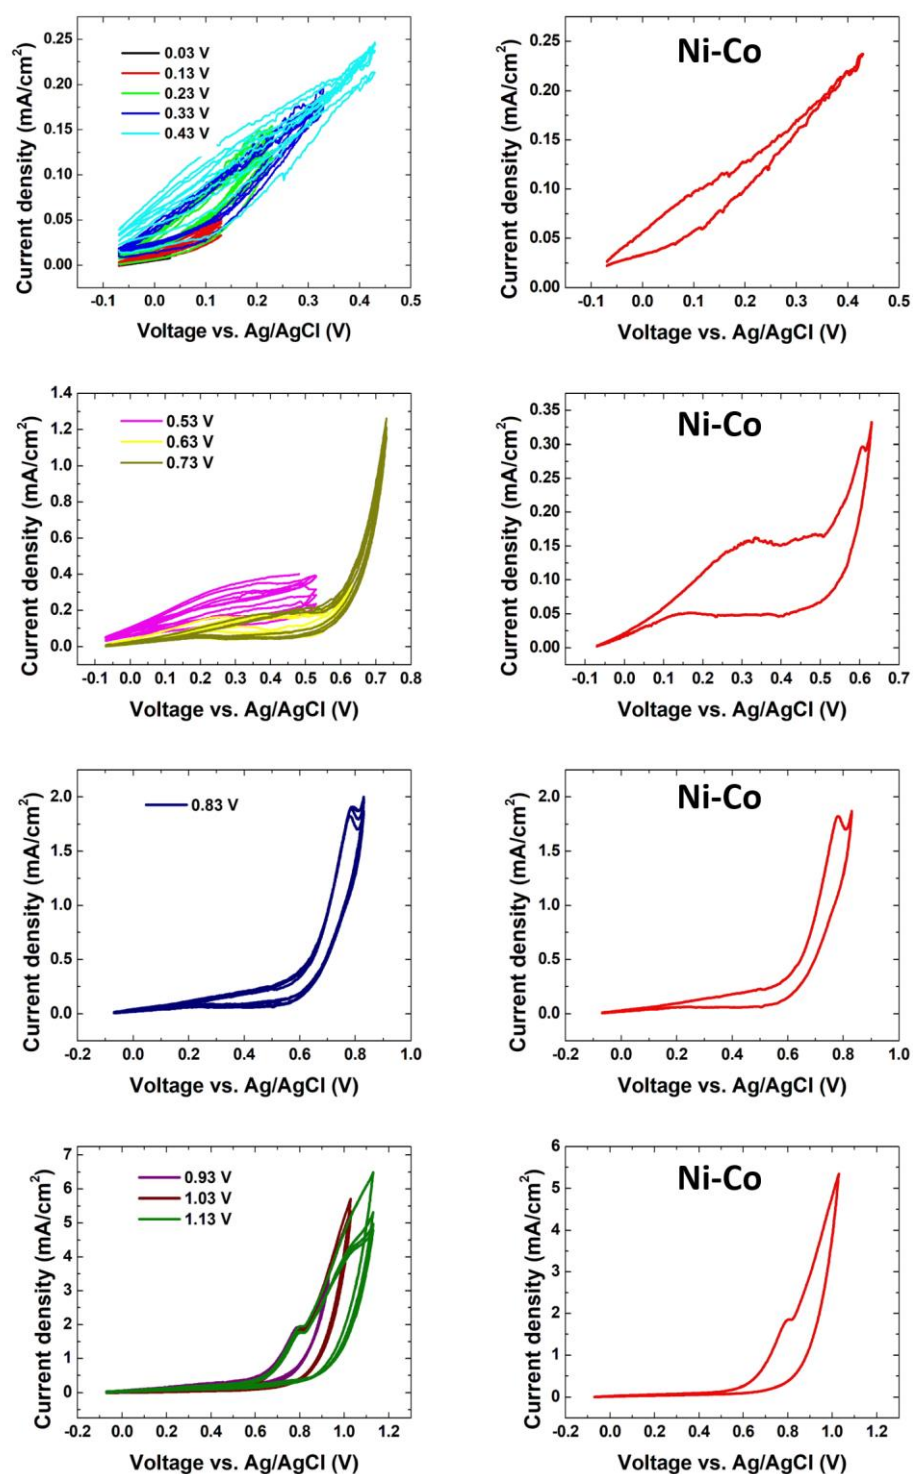 0.25
0.20
0.15
0.10
0.05
0.00
Current density (mA/cm²)
0.03 V
0.13 V
0.23 V
0.33 V
0.43 V
-0.1 0.0 0.1 0.2 0.3 0.4 0.5
Voltage vs. Ag/AgCl (V)
0.25
0.20
0.15
0.10
0.05
0.00
Current density (mA/cm²)
Ni-Co
-0.1 0.0 0.1 0.2 0.3 0.4 0.5
Voltage vs. Ag/AgCl (V)
1.4
1.2
1.0
0.8
0.6
0.4
0.2
0.0
Current density (mA/cm²)
0.53 V
0.63 V
0.73 V
-0.1 0.0 0.1 0.2 0.3 0.4 0.5 0.6 0.7 0.8
Voltage vs. Ag/AgCl (V)
0.35
0.30
0.25
0.20
0.15
0.10
0.05
0.00
Current density (mA/cm²)
Ni-Co
-0.1 0.0 0.1 0.2 0.3 0.4 0.5 0.6 0.7
Voltage vs. Ag/AgCl (V)
2.0
1.5
1.0
0.5
0.0
Current density (mA/cm²)
0.83 V
-0.2 0.0 0.2 0.4 0.6 0.8 1.0
Voltage vs. Ag/AgCl (V)
2.0
1.5
1.0
0.5
0.0
Current density (mA/cm²)
Ni-Co
-0.2 0.0 0.2 0.4 0.6 0.8 1.0
Voltage vs. Ag/AgCl (V)
7
6
5
4
3
2
1
0
Current density (mA/cm²)
0.93 V
1.03 V
1.13 V
-0.2 0.0 0.2 0.4 0.6 0.8 1.0 1.2
Voltage vs. Ag/AgCl (V)
6
5
4
3
2
1
0
Current density (mA/cm²)
Ni-Co
-0.2 0.0 0.2 0.4 0.6 0.8 1.0 1.2
Voltage vs. Ag/AgCl (V)